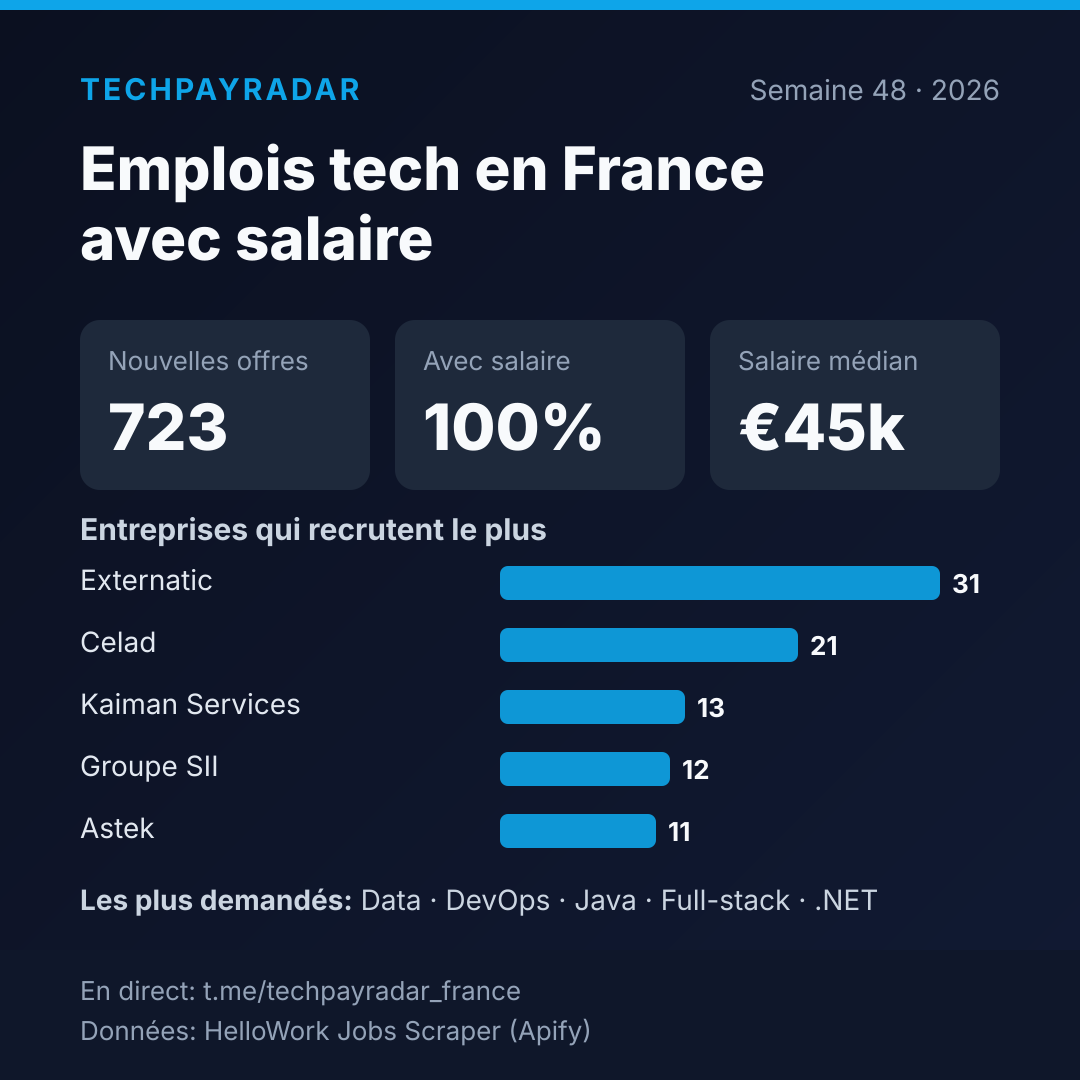 TECHPAYRADAR
Semaine 48 · 2026
Emplois tech en France
avec salaire
Nouvelles offres
723
Avec salaire
100%
Salaire médian
€45k
Entreprises qui recrutent le plus
Externatic 31
Celad 21
Kaiman Services 13
Groupe SII 12
Astek 11
Les plus demandés: Data · DevOps · Java · Full-stack · .NET
En direct: t.me/techpayradar_france
Données: HelloWork Jobs Scraper (Apify)